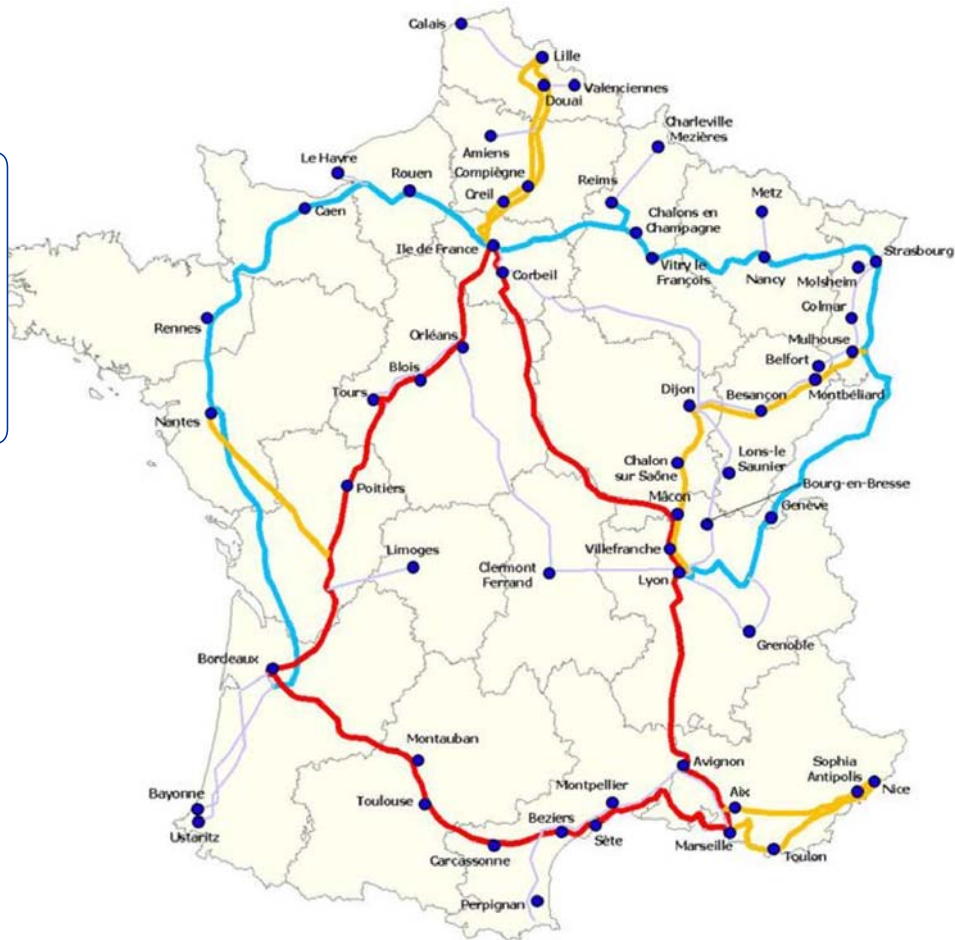 Calais
Lille
Valenciennes
Douai
Charleville
Mezières
Amiens
Le Havre
Rouen
Compiègne
Reims
Creil
Metz
Caen
Chalons en
Champagne
Ile de France
Strasbourg
Corbeil
Vitry le
François
Nancy
Molsheim
Colmar
Rennes
Orléans
Mulhouse
Belfort
Blois
Tours
Dijon
Besançon
Montbéliard
Nantes
Chalon
sur Saône
Lons-le
Saunier
Bourg-en-Bresse
Poitiers
Mâcon
Genève
Limoges
Villefranche
Clermont
Ferrand
Lyon
Grenoble
Bordeaux
Montauban
Avignon
Sophia
Antipolis
Nice
Montpellier
Aix
Bayonne
Toulouse
Beziers
Ustaritz
Sète
Marseille
Toulon
Carcassonne
Perpignan